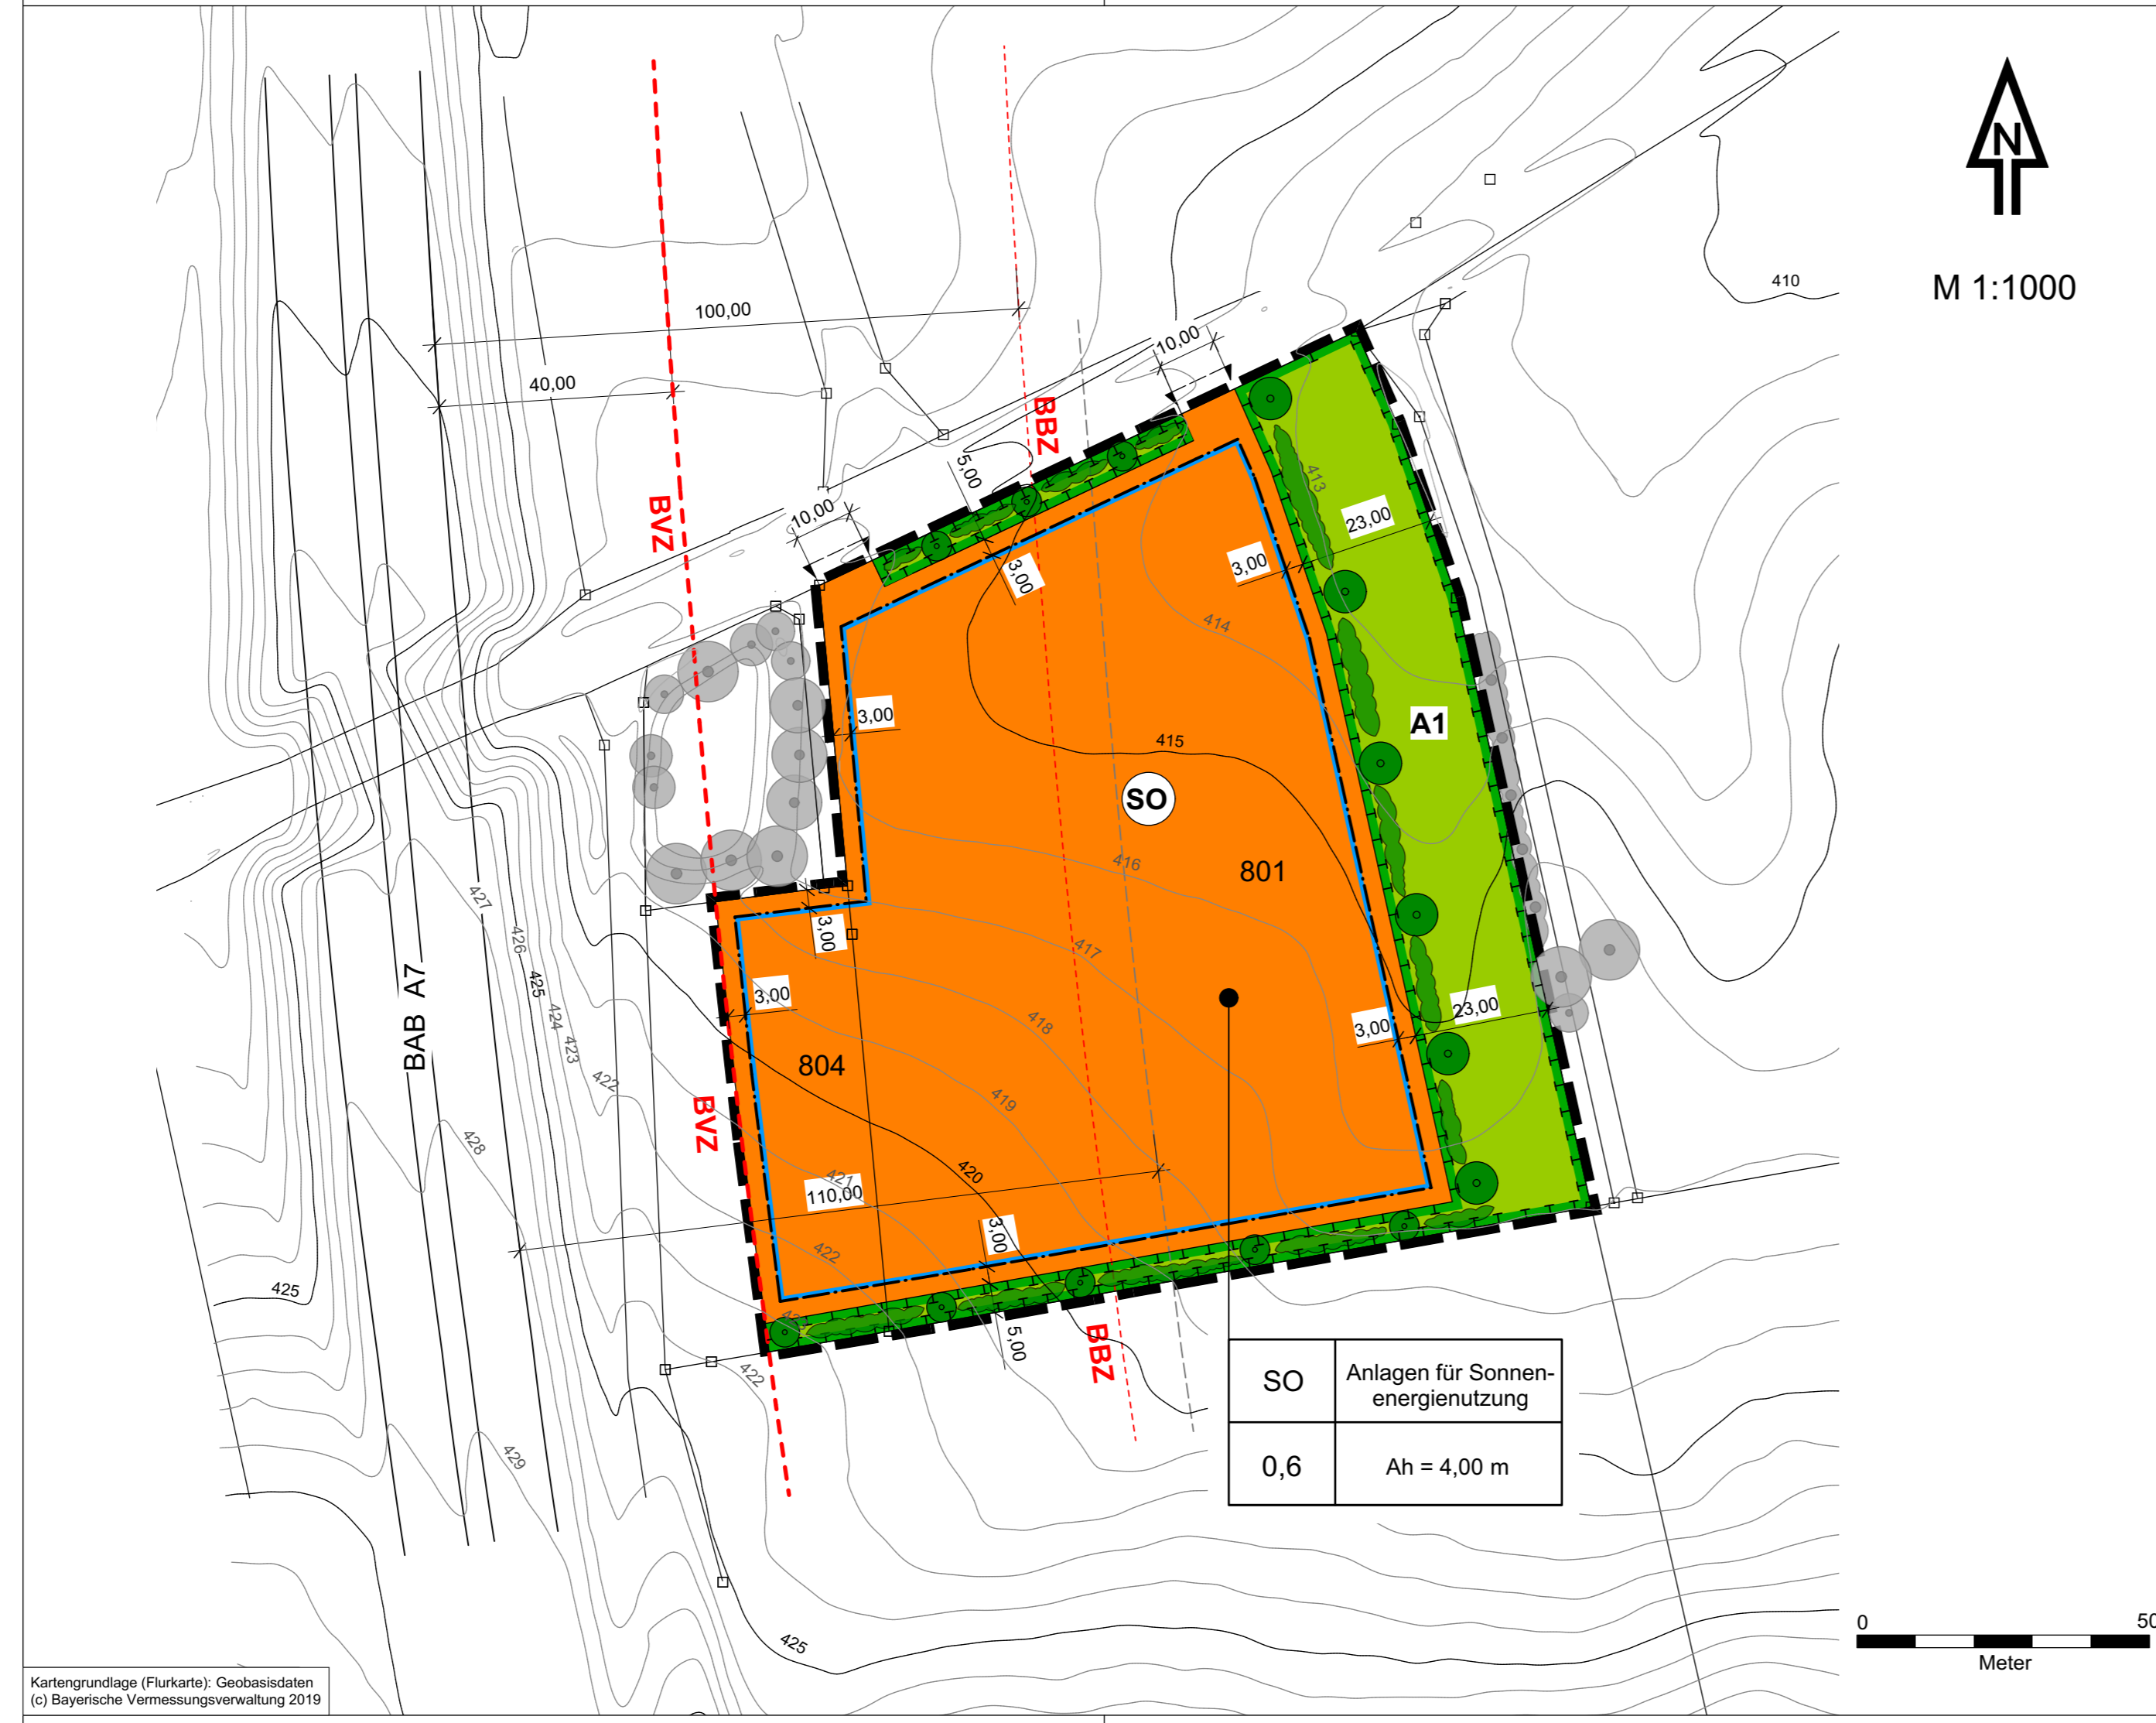 N
M 1:1000
410
100,00
10,00
40,00
BBZ
5,00
413
BVZ
10,00
23,00
3,00
3,00
414
3,00
A1
415
SO
416
801
427
426
425
424
423
422
3,00
417
3,00
BAB A7
418
23,00
3,00
804
419
BVZ
428
420
421
110,00
3,00
422
425
5,00
BBZ
422
429
SO
Anlagen für Sonnen-
energienutzung
0,6
Ah = 4,00 m
425
0
50
Meter
Kartengrundlage (Flurkarte): Geobasisdaten
(c) Bayerische Vermessungsverwaltung 2019